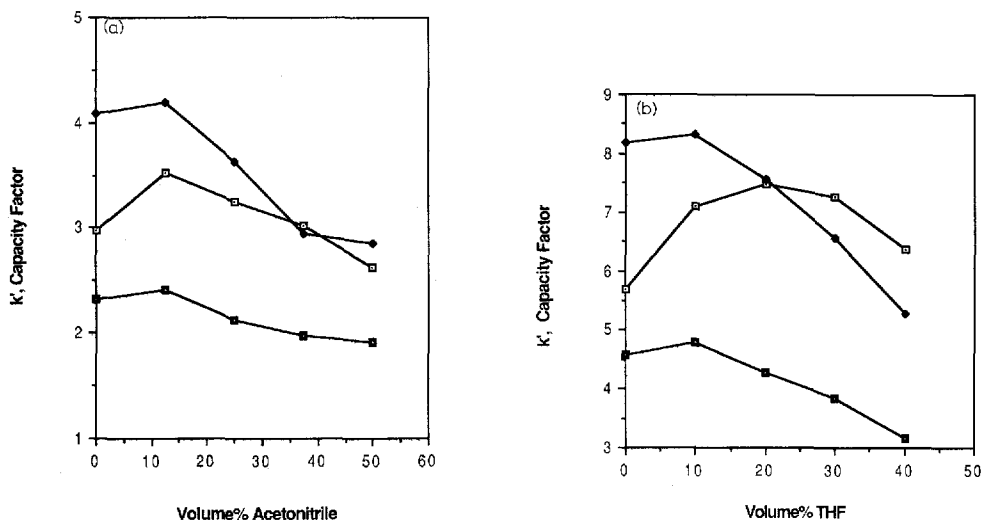 (a)
5
4
3
2
1
k', Capacity Factor
0 10 20 30 40 50 60
Volume% Acetonitrile
(b)
9
8
7
6
5
4
3
k', Capacity Factor
0 10 20 30 40 50
Volume% THF